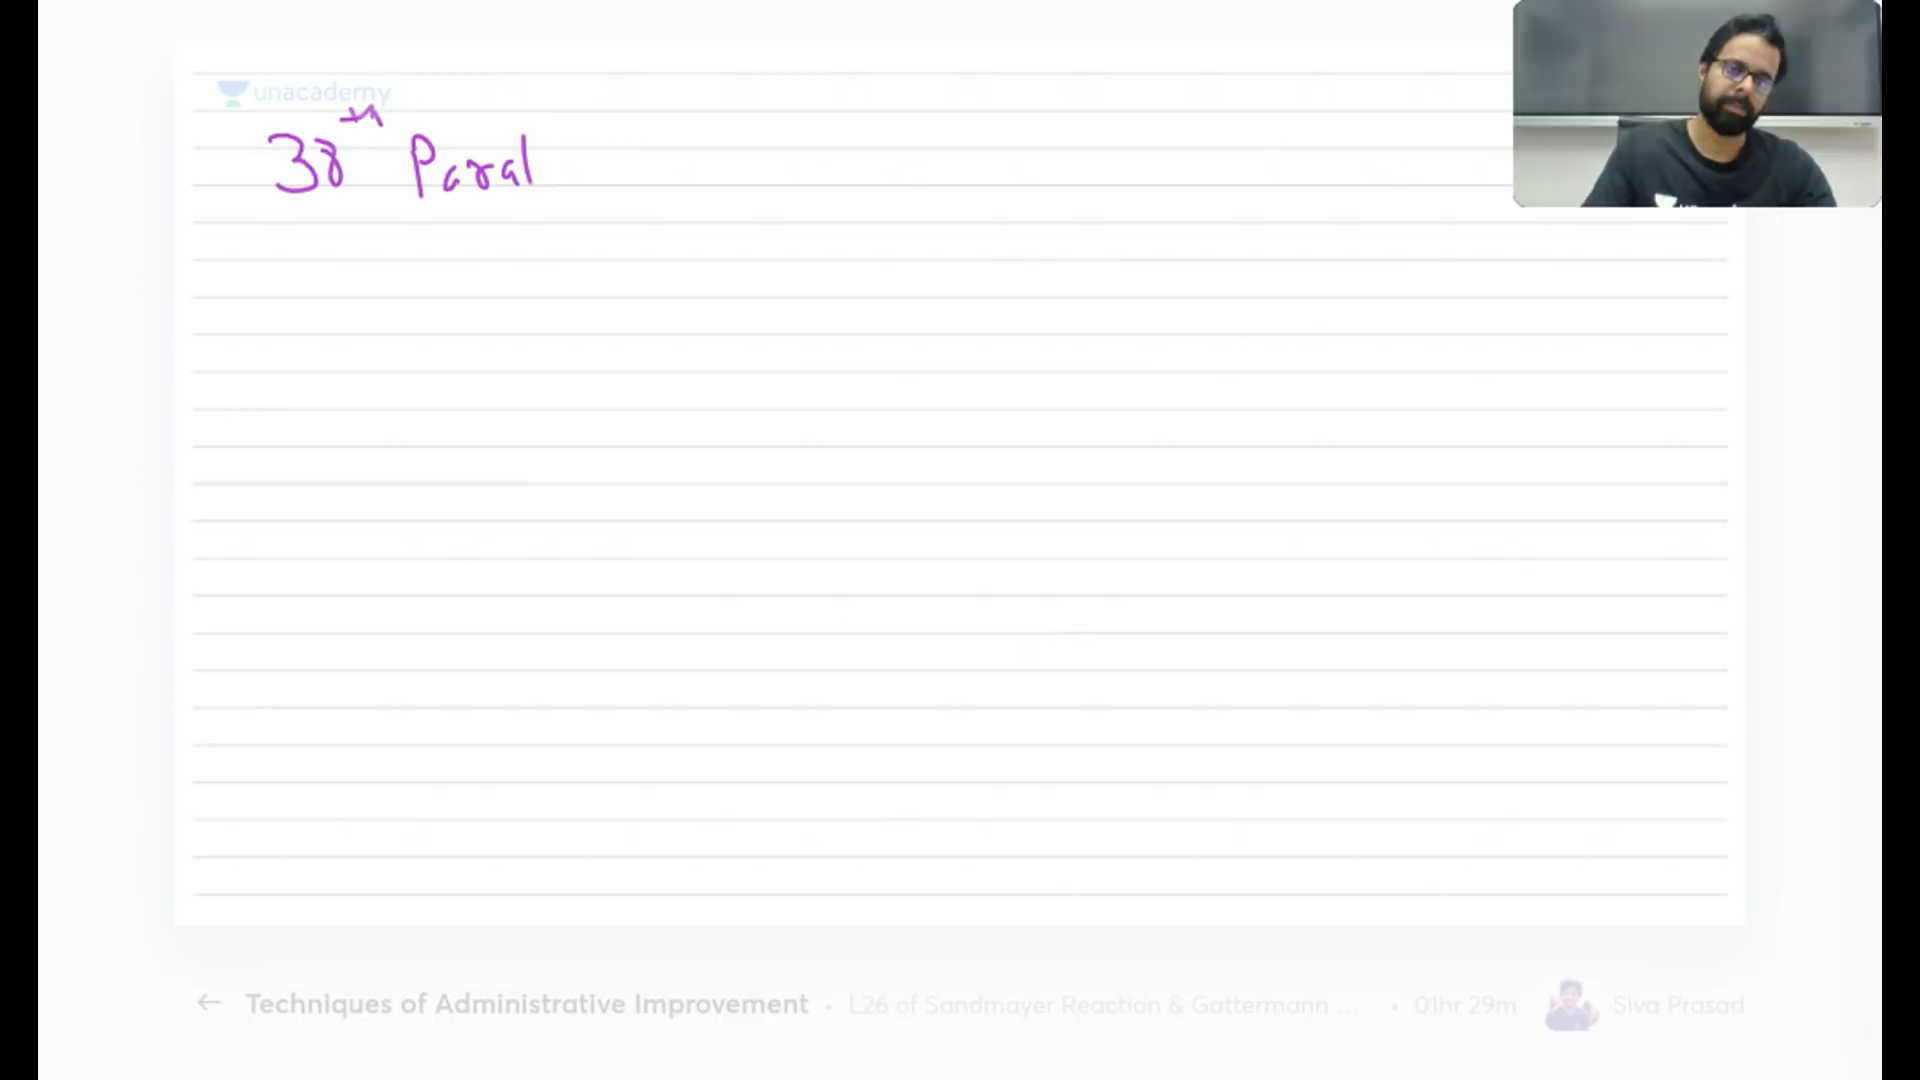 unacademy
38th Paral
Techniques of Administrative Improvement • L26 of Sandmayer Reaction & Gattermann ... • 01hr 29m Siva Prasad